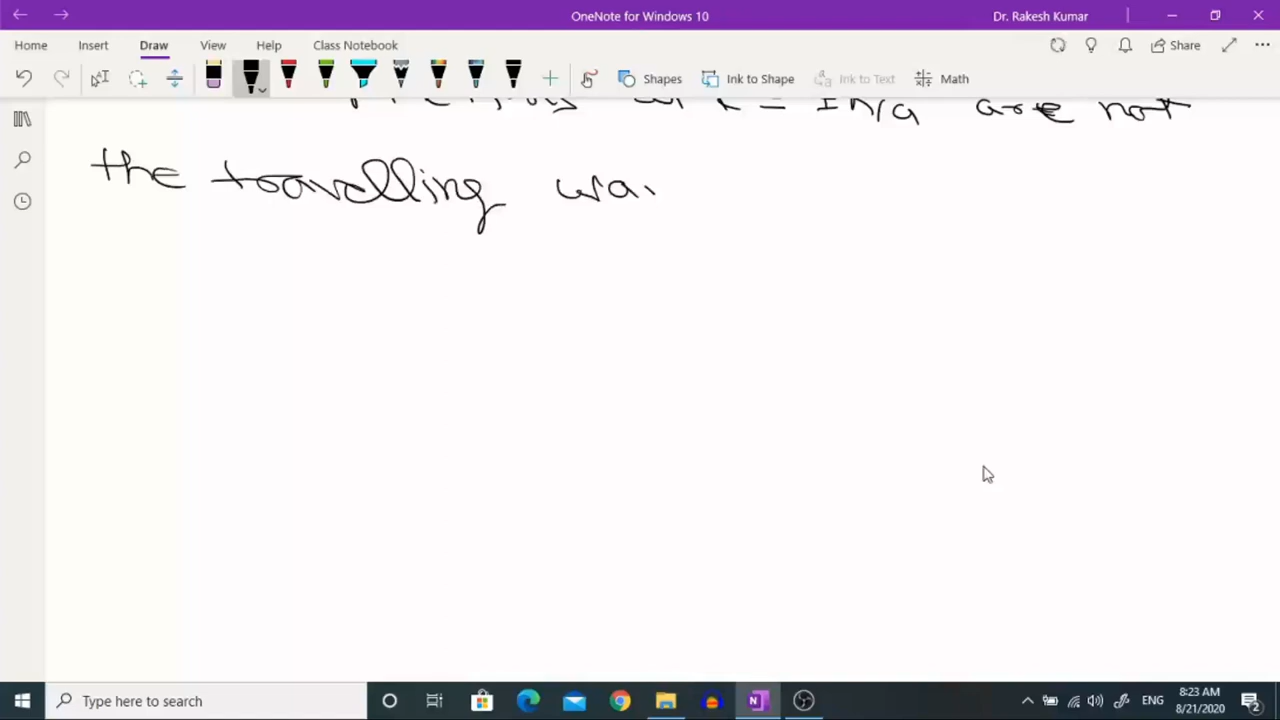 OneNote for Windows 10
Dr. Rakesh Kumar
Home Insert Draw View Help Class Notebook
Share
Shapes Ink to Shape Ink to Text Math
are not
the travelling wav
Type here to search
ENG
8:23 AM
8/21/2020
2